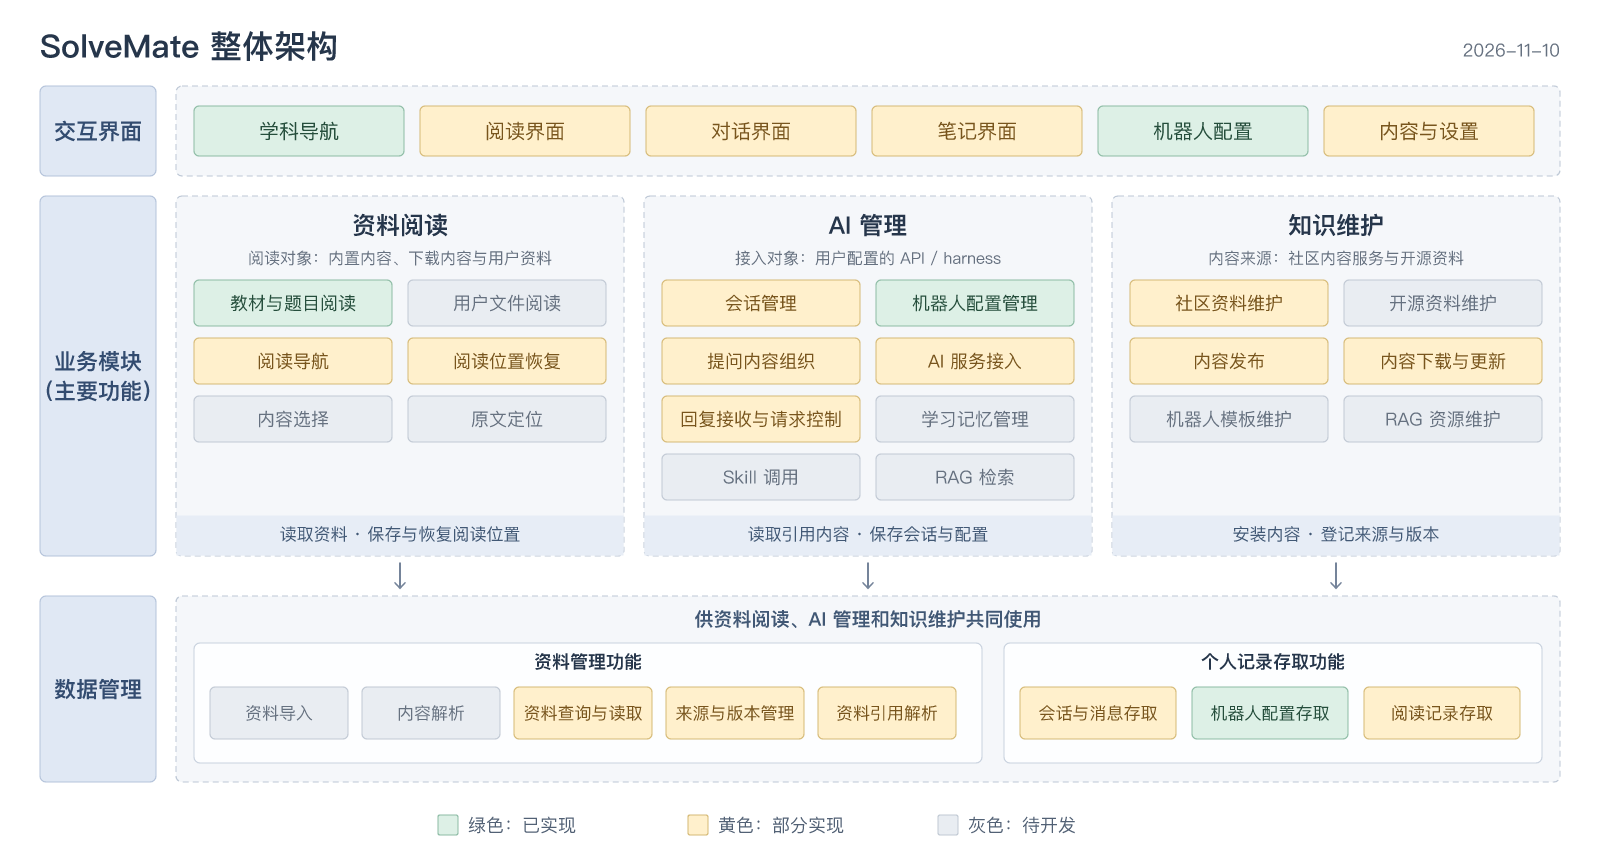 SolveMate 整体架构
2026-11-10
交互界面
学科导航
阅读界面
对话界面
笔记界面
机器人配置
内容与设置
业务模块
(主要功能)
资料阅读
阅读对象：内置内容、下载内容与用户资料
教材与题目阅读
用户文件阅读
阅读导航
阅读位置恢复
内容选择
原文定位
读取资料 · 保存与恢复阅读位置
AI 管理
接入对象：用户配置的 API / harness
会话管理
机器人配置管理
提问内容组织
AI 服务接入
回复接收与请求控制
学习记忆管理
Skill 调用
RAG 检索
读取引用内容 · 保存会话与配置
知识维护
内容来源：社区内容服务与开源资料
社区资料维护
开源资料维护
内容发布
内容下载与更新
机器人模板维护
RAG 资源维护
安装内容 · 登记来源与版本
数据管理
供资料阅读、AI 管理和知识维护共同使用
资料管理功能
资料导入
内容解析
资料查询与读取
来源与版本管理
资料引用解析
个人记录存取功能
会话与消息存取
机器人配置存取
阅读记录存取
绿色：已实现
黄色：部分实现
灰色：待开发